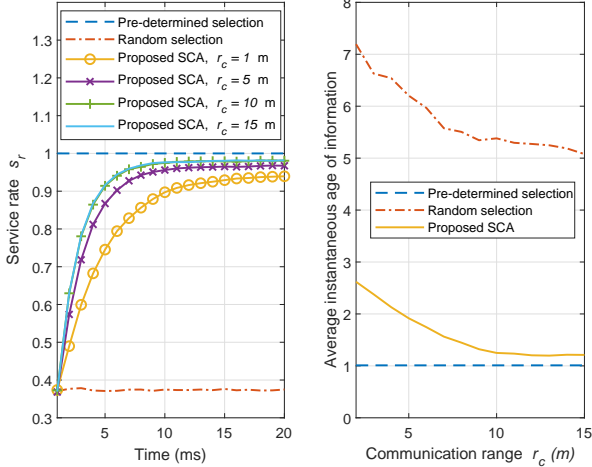 Pre-determined selection
Random selection
Proposed SCA, r_c = 1 m
Proposed SCA, r_c = 5 m
Proposed SCA, r_c = 10 m
Proposed SCA, r_c = 15 m
1.3
1.2
1.1
1
0.9
0.8
0.7
0.6
0.5
0.4
0.3
Service rate s_r
5
10
15
20
Time (ms)
8
7
6
5
4
3
2
1
0
Average instantaneous age of information
Pre-determined selection
Random selection
Proposed SCA
5
10
15
Communication range r_c (m)